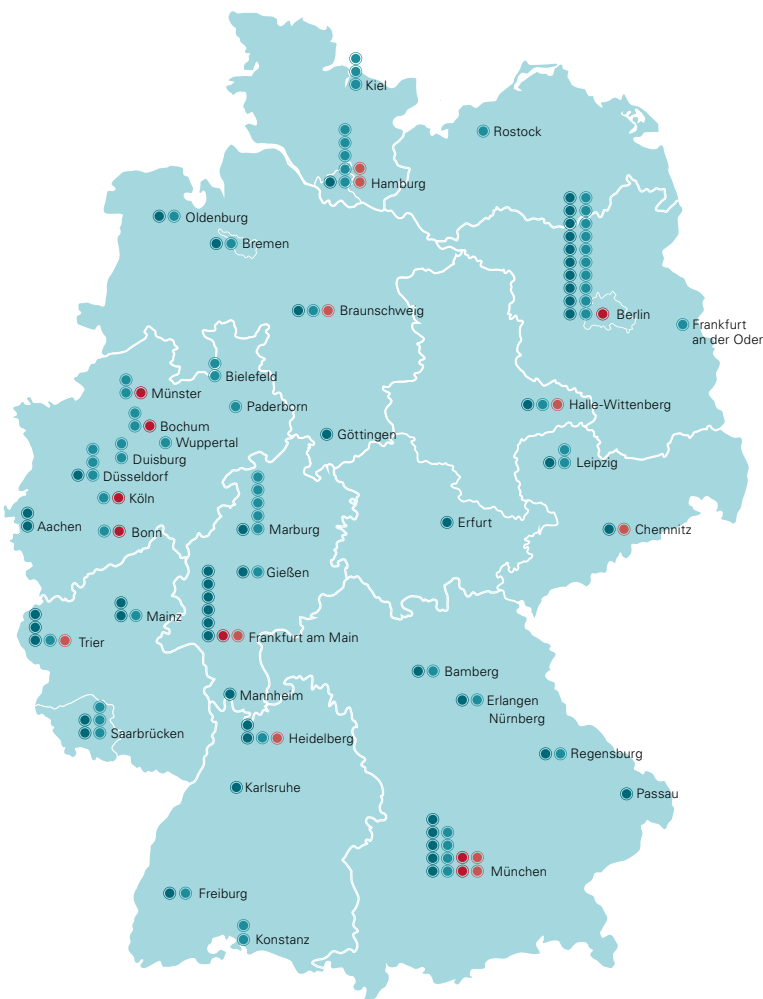 Kiel
Rostock
Hamburg
Oldenburg
Bremen
Braunschweig
Berlin
Frankfurt
an der Oder
Bielefeld
Münster
Paderborn
Halle-Wittenberg
Bochum
Göttingen
Wuppertal
Duisburg
Leipzig
Düsseldorf
Köln
Aachen
Bonn
Marburg
Erfurt
Chemnitz
Gießen
Mainz
Trier
Frankfurt am Main
Bamberg
Mannheim
Erlangen
Nürnberg
Saarbrücken
Heidelberg
Regensburg
Karlsruhe
Passau
München
Freiburg
Konstanz